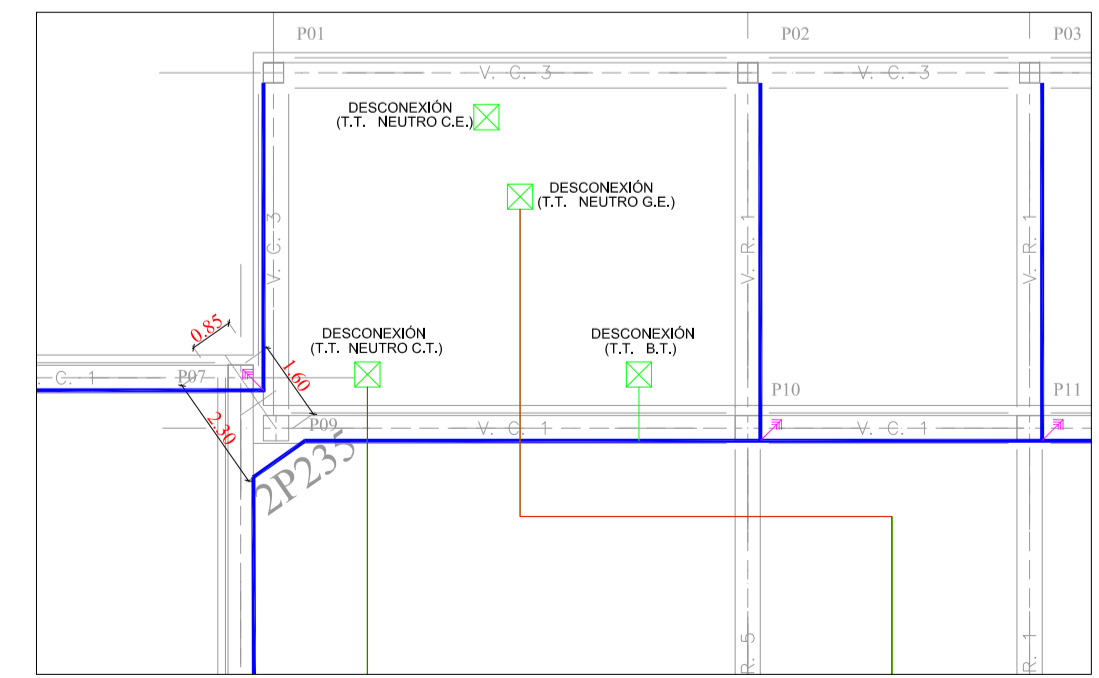 P01
P02
P03
V. C. 3
V. C. 3
DESCONEXIÓN
(T.T. NEUTRO C.E.)
DESCONEXIÓN
(T.T. NEUTRO G.E.)
V. C. 3
V. R. 1
V. R. 1
0.85
DESCONEXIÓN
(T.T. NEUTRO C.T.)
DESCONEXIÓN
(T.T. B.T.)
C. 1
P07
1.60
P10
P11
2.30
P09
V. C. 1
V. C. 1
2P235
R. 5
R. 1